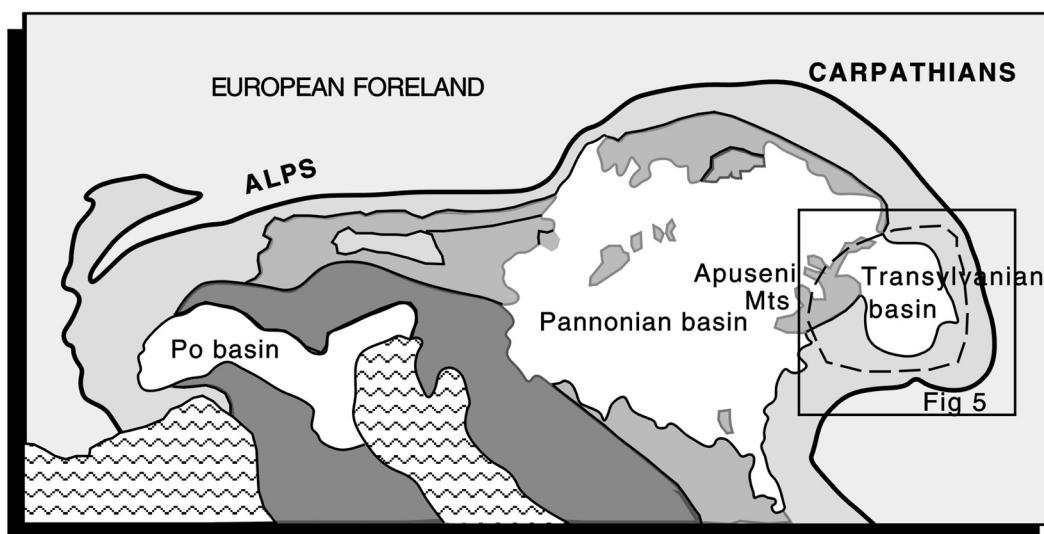 CARPATHIANS
EUROPEAN FORELAND
ALPS
Apuseni
Mts
Transylvanian
basin
Pannonian basin
Po basin
Fig 5